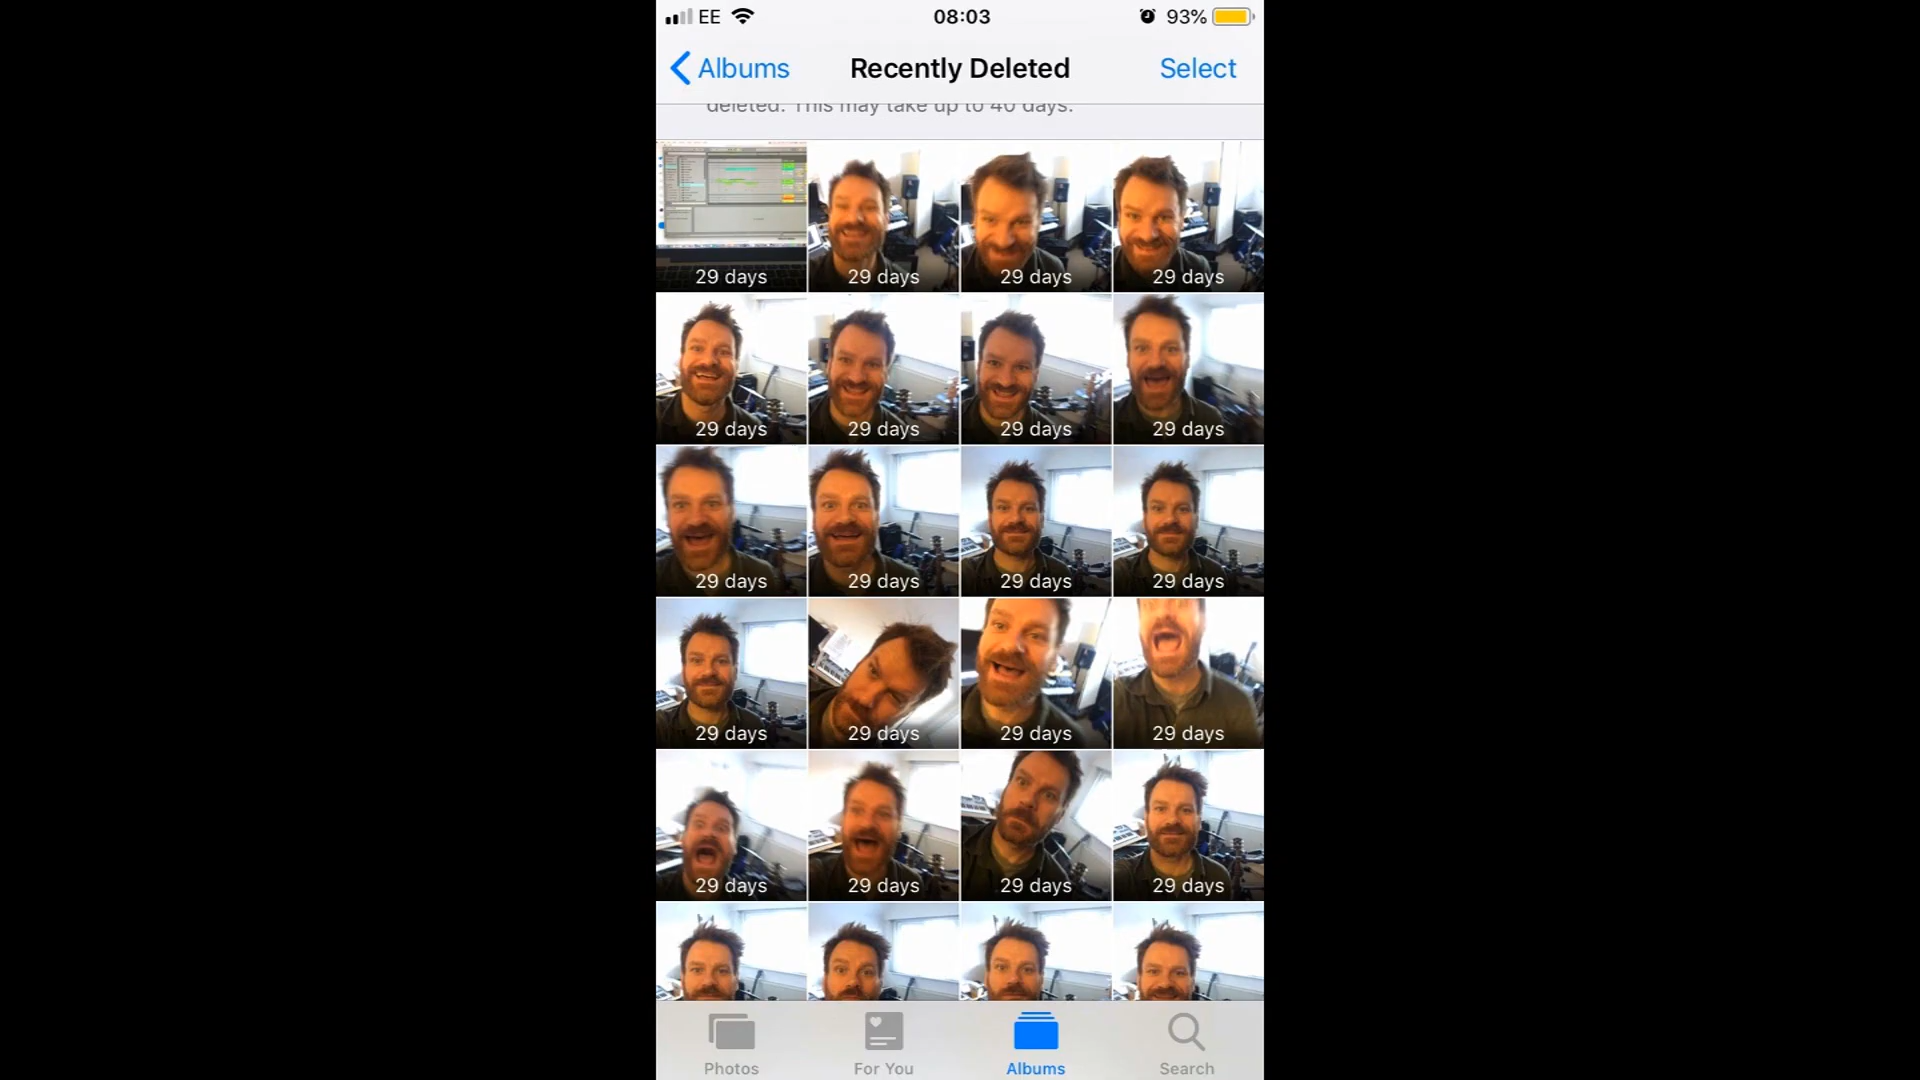 EE 08:03 93%
Albums Recently Deleted Select
deleted. This may take up to 40 days.
29 days 29 days 29 days 29 days
29 days 29 days 29 days 29 days
29 days 29 days 29 days 29 days
29 days 29 days 29 days 29 days
29 days 29 days 29 days 29 days
Photos For You Albums Search